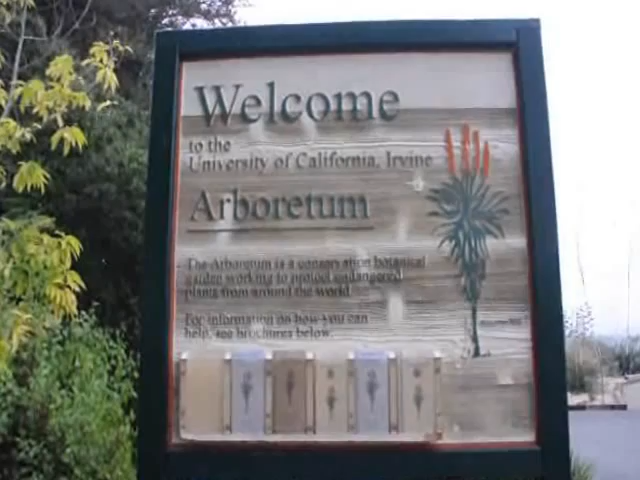 Welcome
to the
University of California, Irvine
Arboretum
The Arboretum is a conservation botanical
garden working to protect endangered
plants from around the world.
For information on how you can
help, see brochures below.